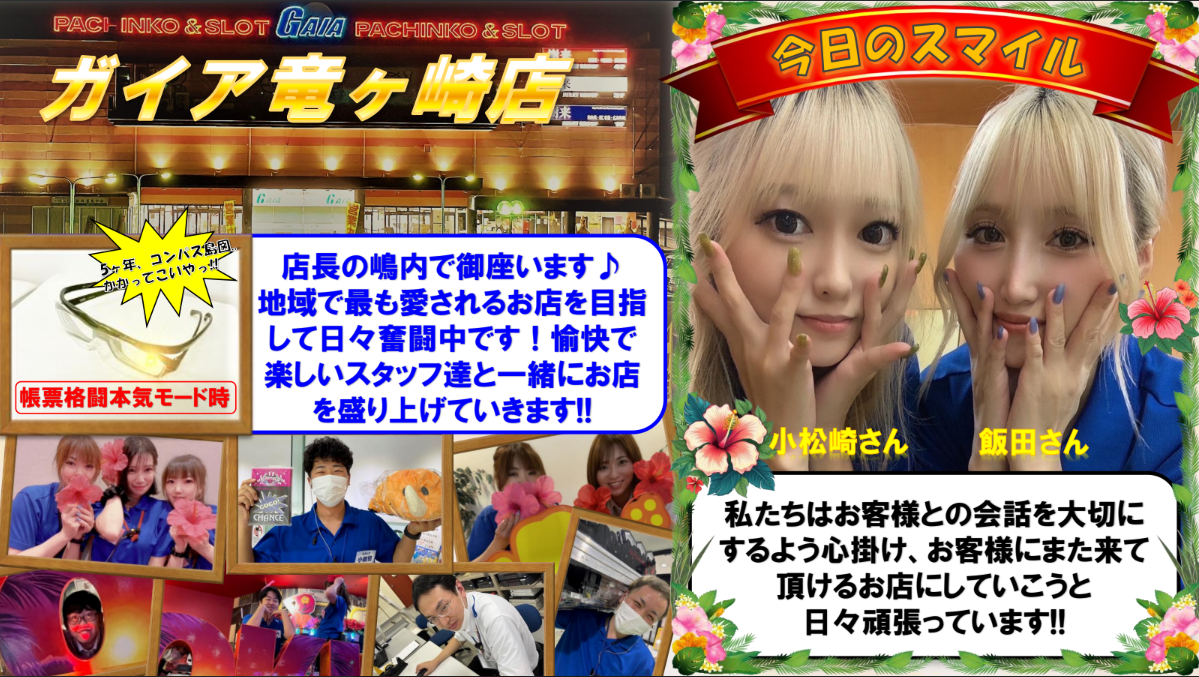 PACHINKO & SLOT GAIA PACHINKO & SLOT
ガイア竜ヶ崎店
5ヶ年、コンパス島図..
かかってこいやっ!!
帳票格闘本気モード時
店長の嶋内で御座います♪
地域で最も愛されるお店を目指
して日々奮闘中です！愉快で
楽しいスタッフ達と一緒にお店
を盛り上げていきます!!
GAIA
COCO!
CHANCE
今日のスマイル
小松崎さん
飯田さん
私たちはお客様との会話を大切に
するよう心掛け、お客様にまた来て
頂けるお店にしていこうと
日々頑張っています!!